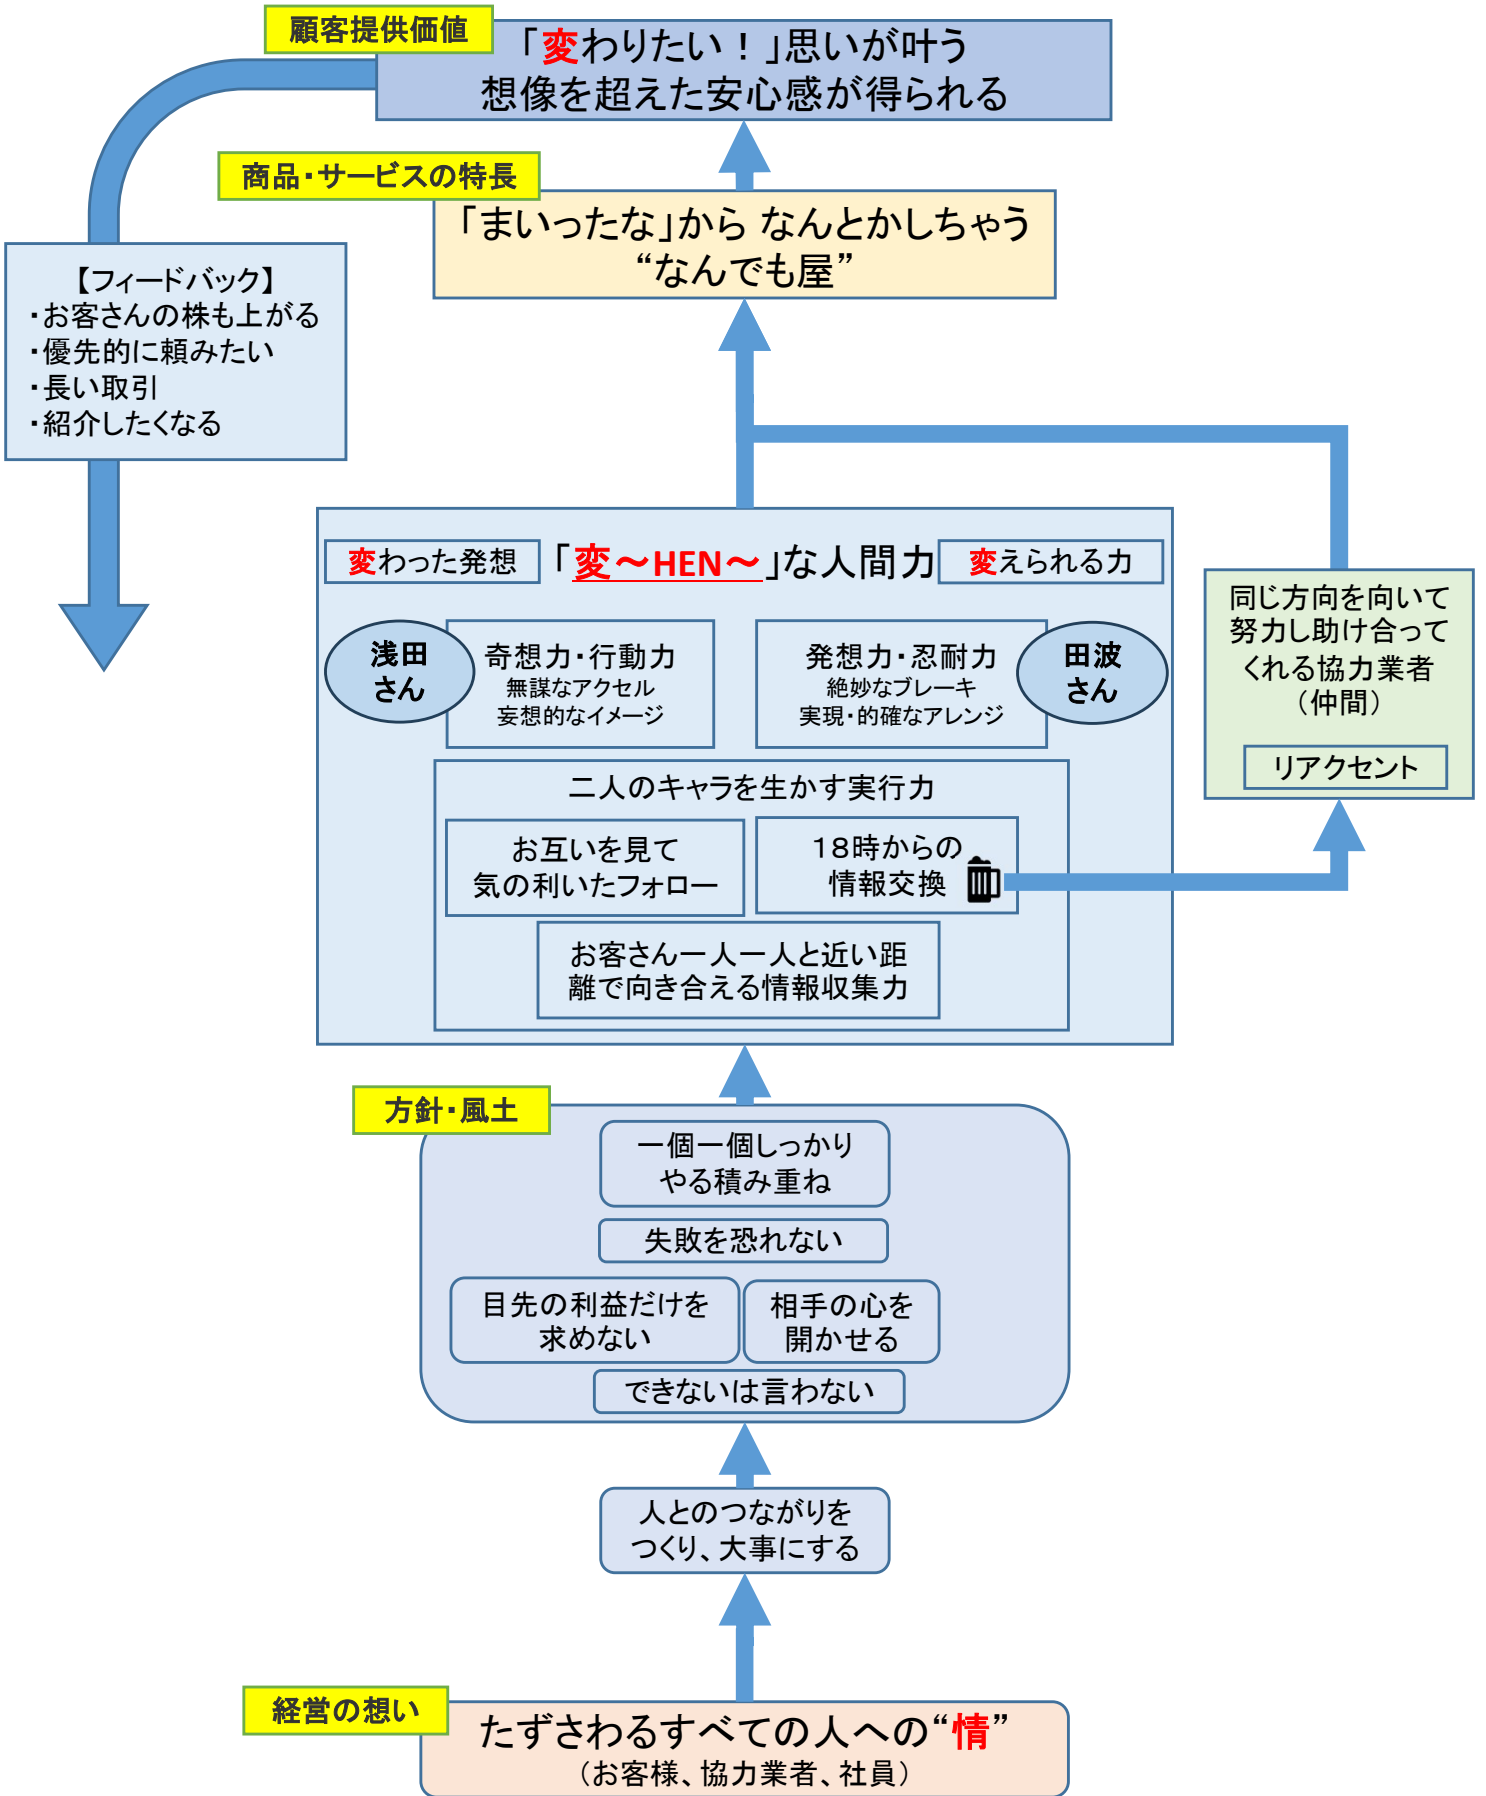 顧客提供価値
「変わりたい！」思いが叶う
想像を超えた安心感が得られる
商品・サービスの特長
「まいったな」から なんとかしちゃう
“なんでも屋”
【フィードバック】
・お客さんの株も上がる
・優先的に頼みたい
・長い取引
・紹介したくなる
変わった発想
「変～HEN～」な人間力
変えられる力
浅田
さん
奇想力・行動力
無謀なアクセル
妄想的なイメージ
発想力・忍耐力
絶妙なブレーキ
実現・的確なアレンジ
田波
さん
同じ方向を向いて
努力し助け合って
くれる協力業者
（仲間）
リアクセント
二人のキャラを生かす実行力
お互いを見て
気の利いたフォロー
18時からの
情報交換
お客さん一人一人と近い距
離で向き合える情報収集力
方針・風土
一個一個しっかり
やる積み重ね
失敗を恐れない
目先の利益だけを
求めない
相手の心を
開かせる
できないは言わない
人とのつながりを
つくり、大事にする
経営の想い
たずさわるすべての人への“情”
（お客様、協力業者、社員）